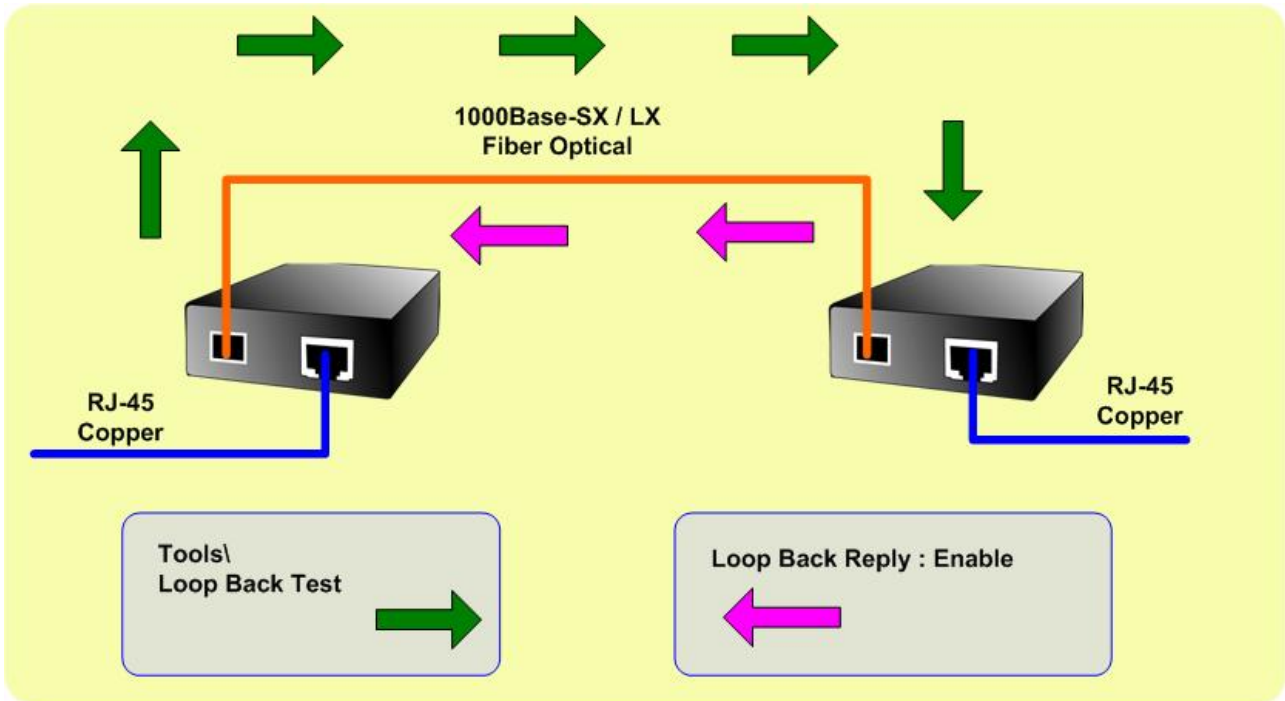 1000Base-SX / LX
Fiber Optical
RJ-45
Copper
RJ-45
Copper
Tools\
Loop Back Test
Loop Back Reply : Enable